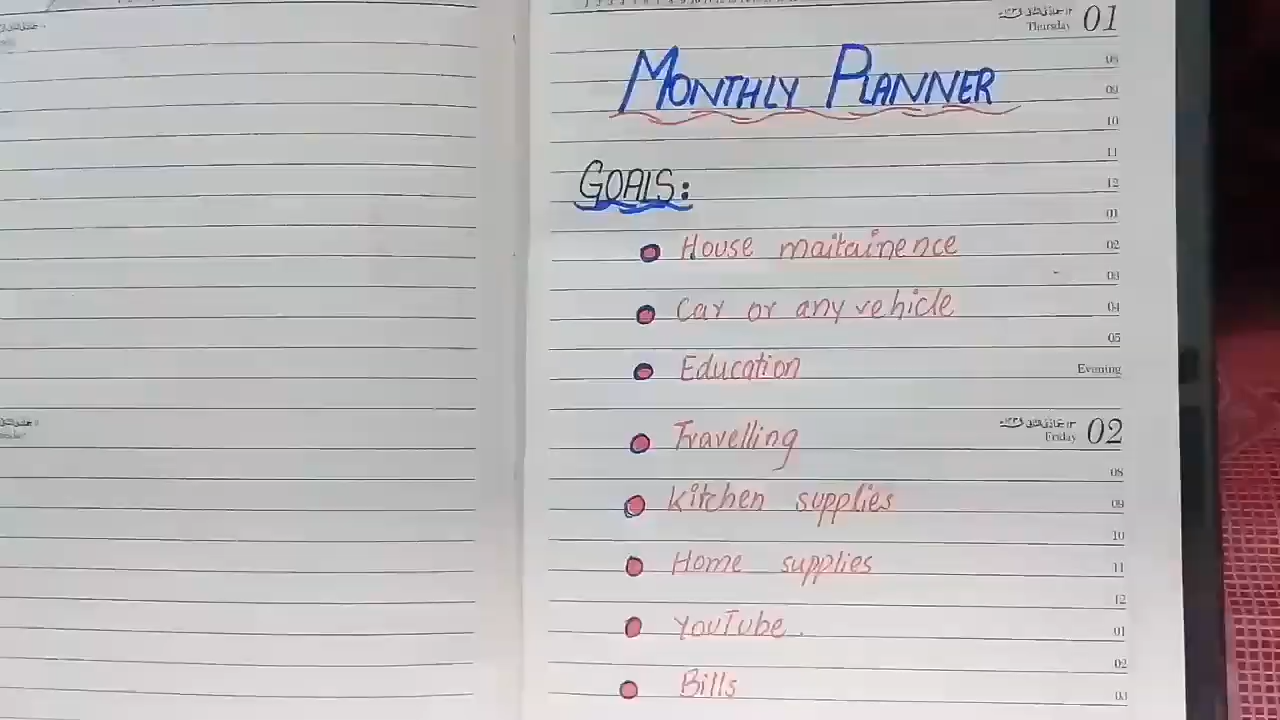 Thursday 01
MONTHLY PLANNER
08
09
10
11
GOALS:
12
01
House maitainence
02
03
Car or any vehicle
04
05
Education
Evening
Friday 02
Travelling
08
Kitchen supplies
09
10
Home supplies
11
12
YouTube.
01
02
Bills
03